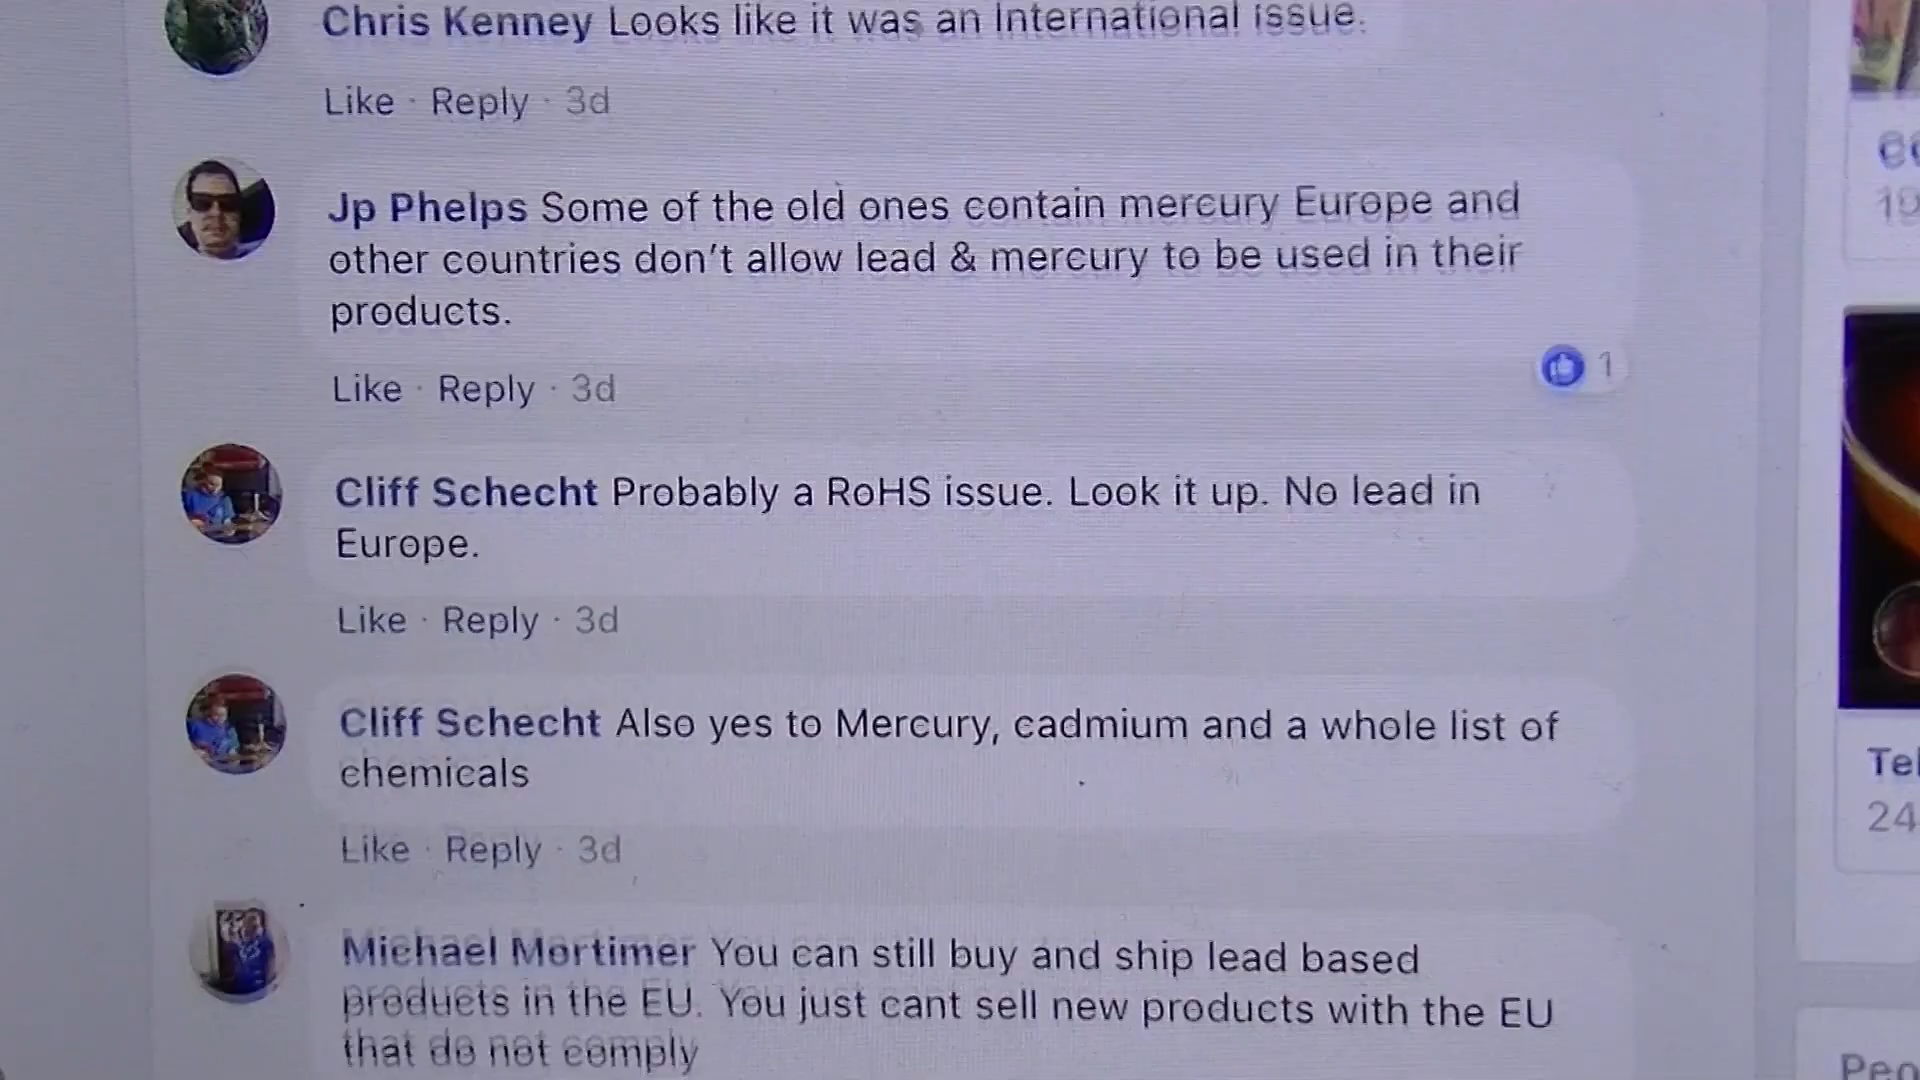 Chris Kenney Looks like it was an International issue.
Like · Reply · 3d
Jp Phelps Some of the old ones contain mercury Europe and
other countries don't allow lead & mercury to be used in their
products.
1
Like · Reply · 3d
Cliff Schecht Probably a RoHS issue. Look it up. No lead in
Europe.
Like · Reply · 3d
Cliff Schecht Also yes to Mercury, cadmium and a whole list of
chemicals
Like · Reply · 3d
Michael Mortimer You can still buy and ship lead based
products in the EU. You just cant sell new products with the EU
that do not comply
Tel
24
Peo